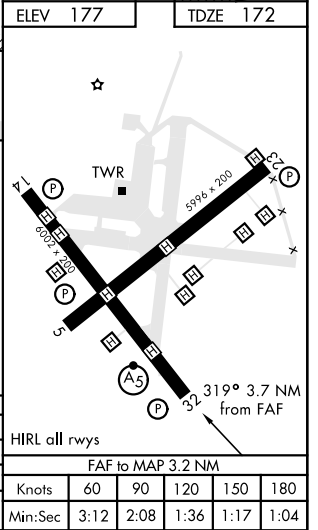 ELEV 177 TDZE 172
TWR
14
23
P
P
H
5996 x 200
H
H
6002 x 200
H
H
H
H
H
P
H
H
5
H
H
A5
32
P
319° 3.7 NM
from FAF
HIRL all rwys
FAF to MAP 3.2 NM
Knots 60 90 120 150 180
Min:Sec 3:12 2:08 1:36 1:17 1:04